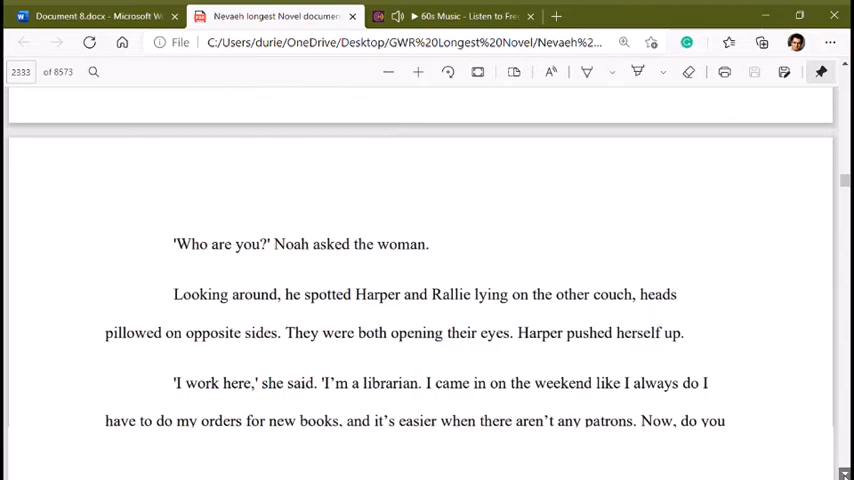 Document 8.docx - Microsoft W
Nevaeh longest Novel documen
60s Music - Listen to Fre
File
C:/Users/durie/OneDrive/Desktop/GWR%20Longest%20Novel/Nevaeh%2...
2333 of 8573
'Who are you?' Noah asked the woman.
Looking around, he spotted Harper and Rallie lying on the other couch, heads
pillowed on opposite sides. They were both opening their eyes. Harper pushed herself up.
'I work here,' she said. 'I'm a librarian. I came in on the weekend like I always do I
have to do my orders for new books, and it's easier when there aren't any patrons. Now, do you